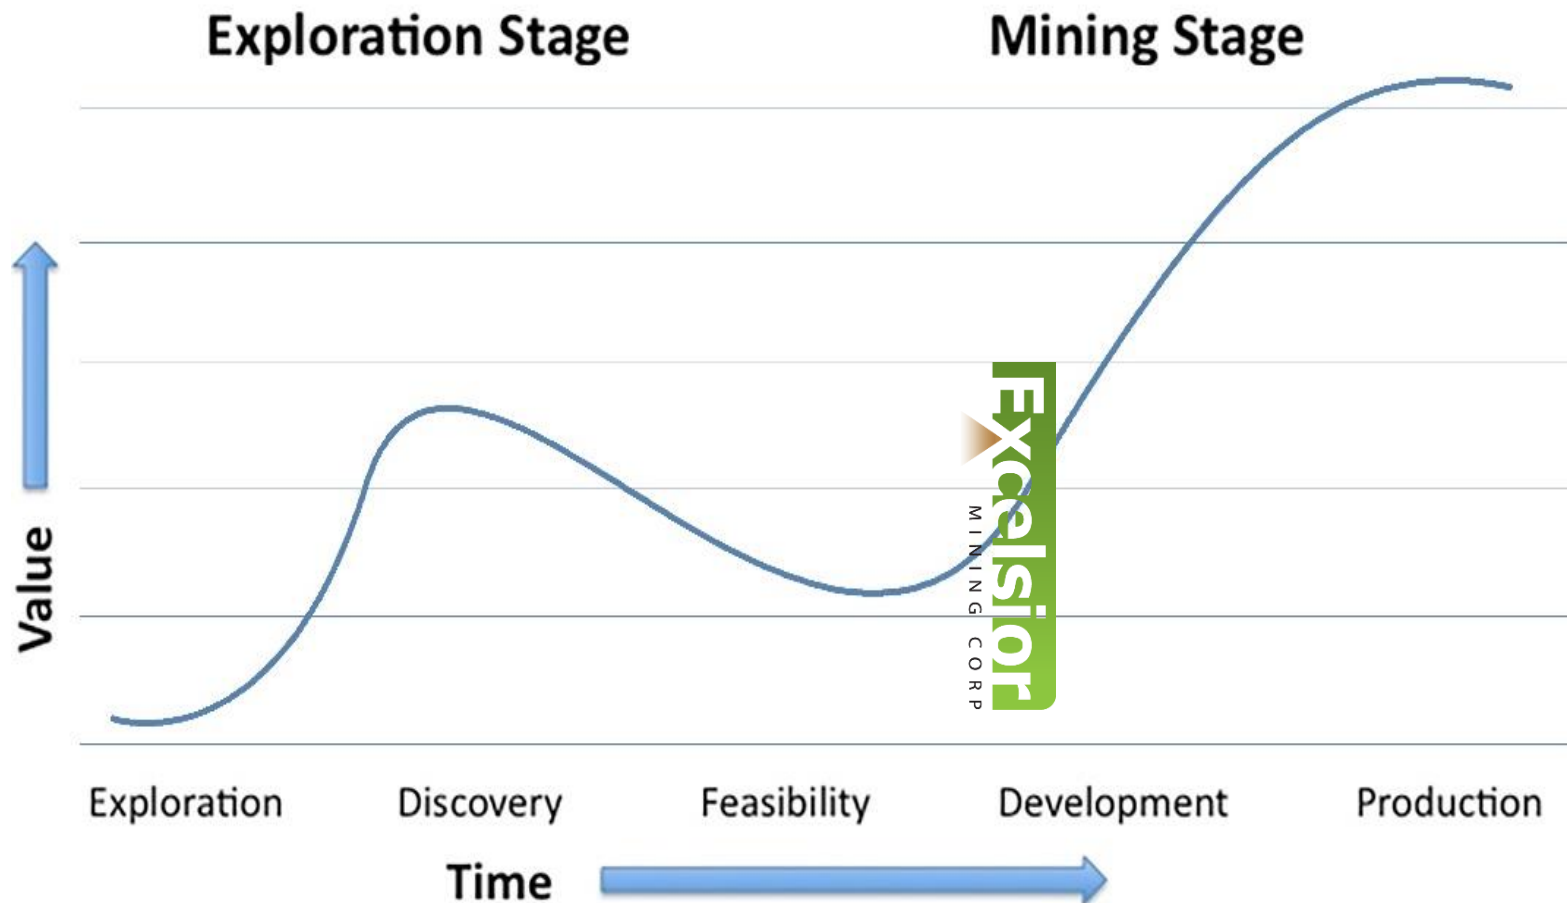 Exploration Stage
Mining Stage
Value
Excelsior
MINING CORP
Exploration
Discovery
Feasibility
Development
Production
Time